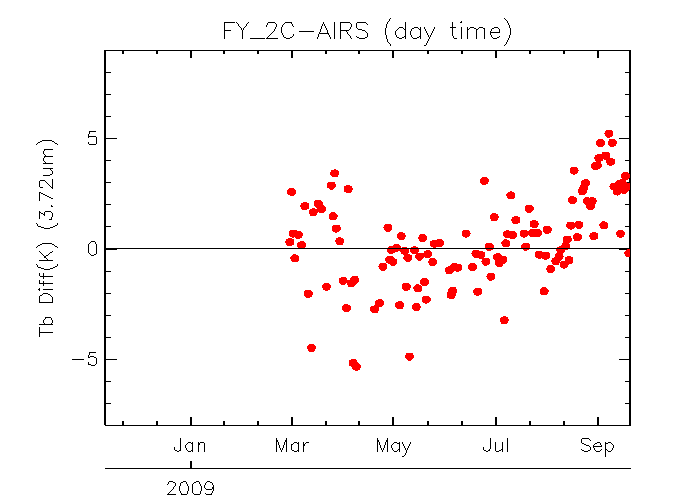 FY_2C-AIRS (day time)
Tb Diff(K) (3.72um)
5
0
-5
Jan Mar May Jul Sep
2009